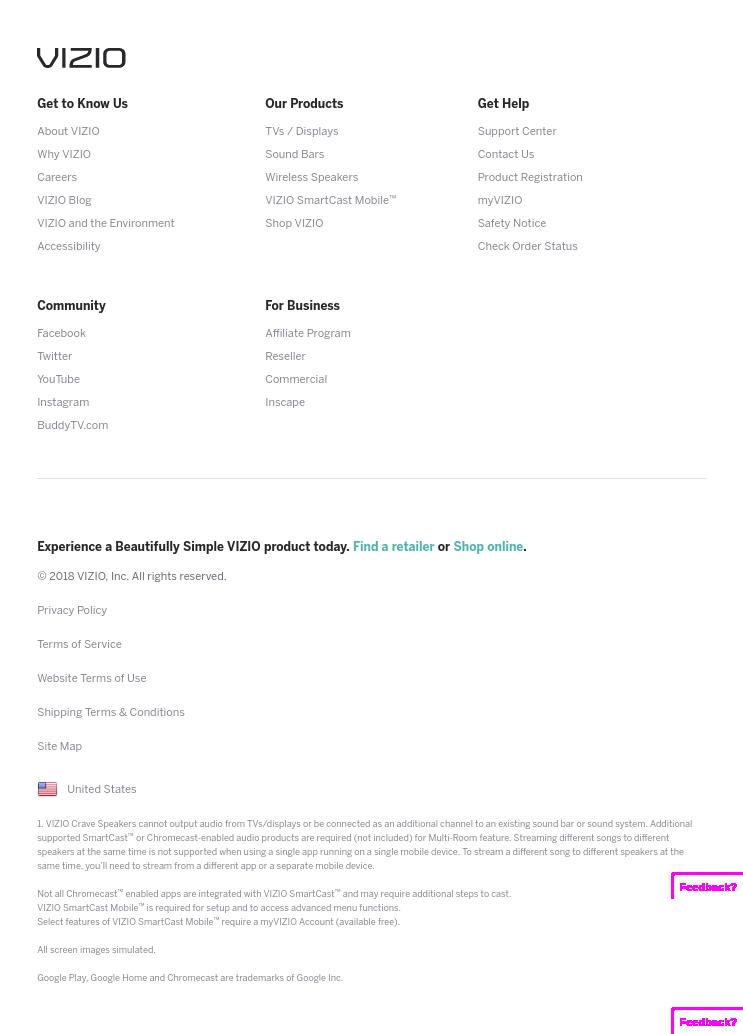 VIZIO
Get to Know Us
About VIZIO
Why VIZIO
Careers
VIZIO Blog
VIZIO and the Environment
Accessibility
Our Products
TVs / Displays
Sound Bars
Wireless Speakers
VIZIO SmartCast Mobile™
Shop VIZIO
Get Help
Support Center
Contact Us
Product Registration
myVIZIO
Safety Notice
Check Order Status
Community
Facebook
Twitter
YouTube
Instagram
BuddyTV.com
For Business
Affiliate Program
Reseller
Commercial
Inscape
Experience a Beautifully Simple VIZIO product today. Find a retailer or Shop online.
© 2018 VIZIO, Inc. All rights reserved.
Privacy Policy
Terms of Service
Website Terms of Use
Shipping Terms & Conditions
Site Map
United States
1. VIZIO Crave Speakers cannot output audio from TVs/displays or be connected as an additional channel to an existing sound bar or sound system. Additional
supported SmartCast™ or Chromecast-enabled audio products are required (not included) for Multi-Room feature. Streaming different songs to different
speakers at the same time is not supported when using a single app running on a single mobile device. To stream a different song to different speakers at the
same time, you'll need to stream from a different app or a separate mobile device.
Feedback?
Not all Chromecast™ enabled apps are integrated with VIZIO SmartCast™ and may require additional steps to cast.
VIZIO SmartCast Mobile™ is required for setup and to access advanced menu functions.
Select features of VIZIO SmartCast Mobile™ require a myVIZIO Account (available free).
All screen images simulated.
Google Play, Google Home and Chromecast are trademarks of Google Inc.
Feedback?